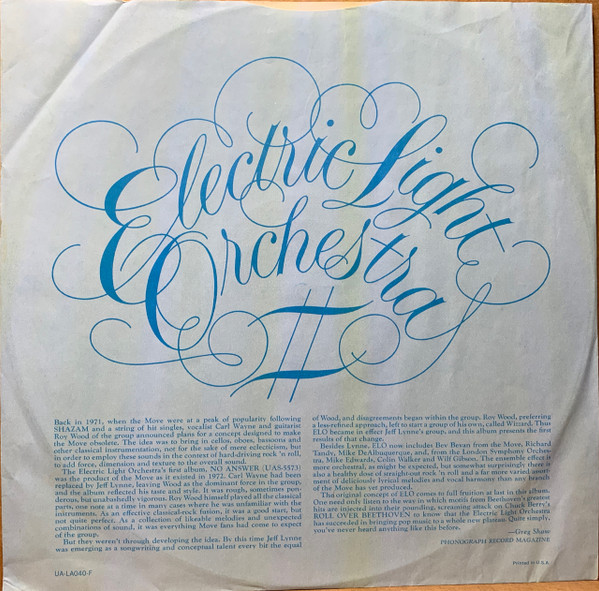 Electric Light
Orchestra
II
Back in 1971, when the Move were at a peak of popularity following
SHAZAM and a string of hit singles, vocalist Carl Wayne and guitarist
Roy Wood of the group announced plans for a concept designed to make
the Move obsolete. The idea was to bring in cellos, oboes, bassoons and
other classical instrumentation, not for the sake of mere eclecticism, but
in order to employ these sounds in the context of hard-driving rock 'n roll,
to add force, dimension and texture to the overall sound.
The Electric Light Orchestra's first album, NO ANSWER (UAS-5573)
was the product of the Move as it existed in 1972. Carl Wayne had been
replaced by Jeff Lynne, leaving Wood as the dominant force in the group,
and the album reflected his taste and style. It was rough, sometimes pon-
derous, but unabashedly vigorous. Roy Wood himself played all the classical
parts, one note at a time in many cases where he was unfamiliar with the
instruments. As an effective classical-rock fusion, it was a good start, but
not quite perfect. As a collection of likeable melodies and unexpected
combinations of sound, it was everything Move fans had come to expect
of the group.
But they weren't through developing the idea. By this time Jeff Lynne
was emerging as a songwriting and conceptual talent every bit the equal
of Wood, and disagreements began within the group. Roy Wood, preferring
a less-refined approach, left to start a group of his own, called Wizzard. Thus
ELO became in effect Jeff Lynne's group, and this album presents the first
results of that change.
Besides Lynne, ELO now includes Bev Bevan from the Move, Richard
Tandy, Mike DeAlbuquerque, and, from the London Symphony Orches-
tra, Mike Edwards, Colin Walker and Wilf Gibson. The ensemble effect is
more orchestral, as might be expected, but somewhat surprisingly there is
also a healthy dose of straight-out rock 'n roll and a far more varied assort-
ment of deliciously lyrical melodies and vocal harmony than any branch
of the Move has yet produced.
The original concept of ELO comes to full fruition at last in this album.
One need only listen to the way in which motifs from Beethoven's greatest
hits are injected into their pounding, screaming attack on Chuck Berry's
ROLL OVER BEETHOVEN to know that the Electric Light Orchestra
has succeeded in bringing pop music to a whole new plateau. Quite simply,
you've never heard anything like this before.
—Greg Shaw
PHONOGRAPH RECORD MAGAZINE
UA-LA040-F
Printed in U.S.A.